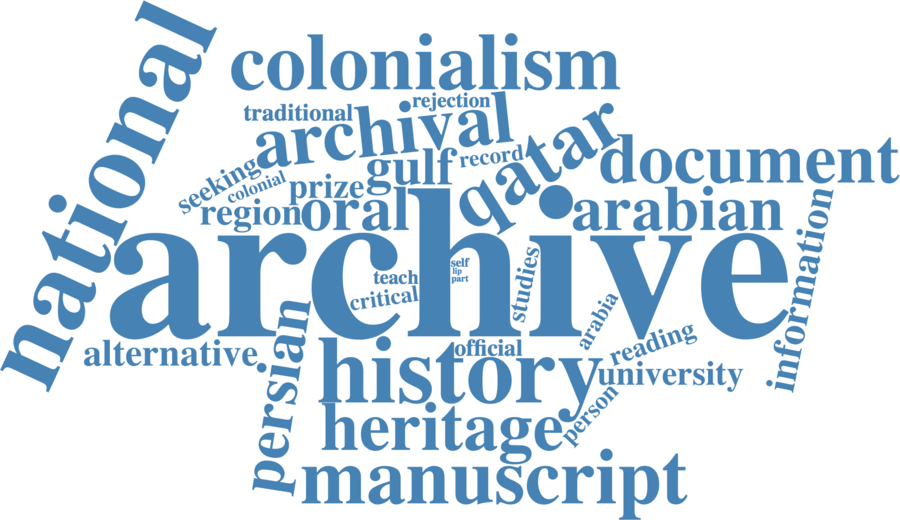 national
colonialism
traditional
rejection
archival
qatar
gulf
record
document
seeking
colonial
prize
region
oral
arabian
archive
information
teach
self
lip
part
studies
critical
arabia
alternative
persian
history
official
reading
university
person
heritage
manuscript